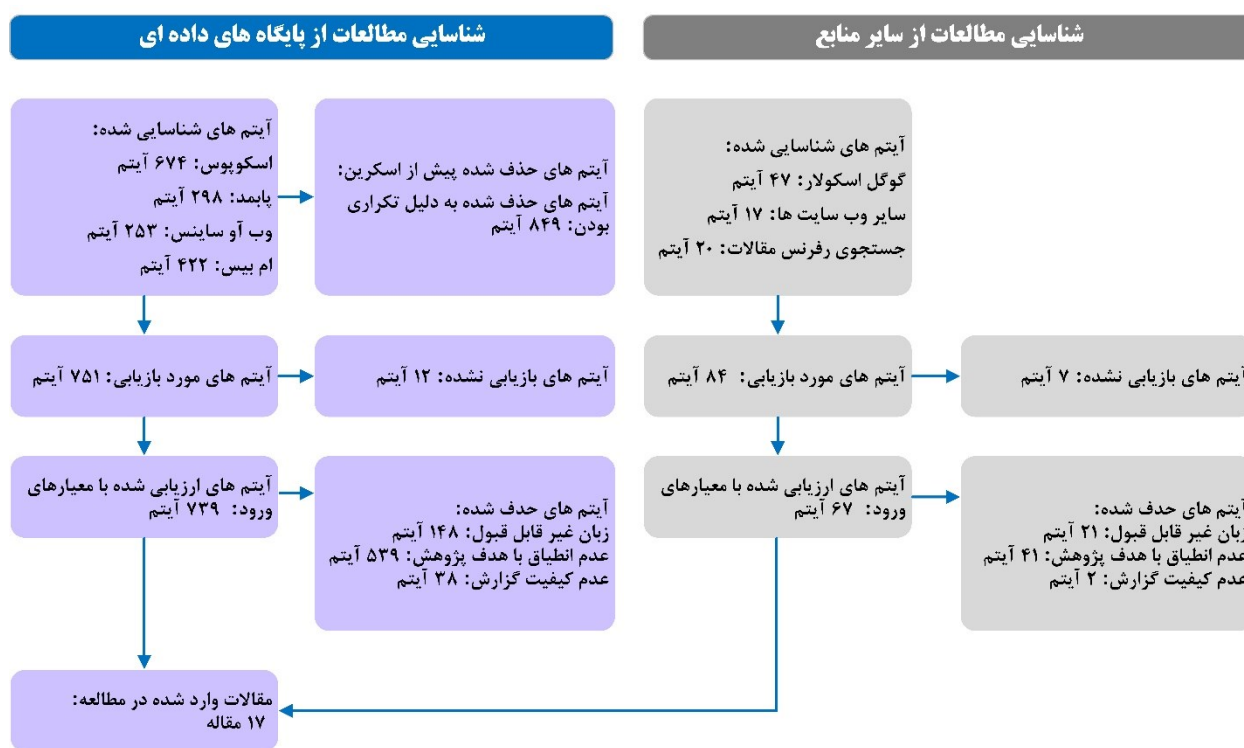 شناسایی مطالعات از پایگاه های داده ای
شناسایی مطالعات از سایر منابع
آیتم های شناسایی شده:
اسکوپوس: ۶۷۴ آیتم
پابمد: ۲۹۸ آیتم
وب آو ساینس: ۲۵۳ آیتم
ام بیس: ۴۲۲ آیتم
آیتم های حذف شده پیش از اسکرین:
آیتم های حذف شده به دلیل تکراری
بودن: ۸۴۹ آیتم
آیتم های شناسایی شده:
گوگل اسکولار: ۴۷ آیتم
سایر وب سایت ها: ۱۷ آیتم
جستجوی رفرنس مقالات: ۲۰ آیتم
آیتم های مورد بازیابی: ۷۵۱ آیتم
آیتم های بازیابی نشده: ۱۲ آیتم
آیتم های مورد بازیابی: ۸۴ آیتم
آیتم های بازیابی نشده: ۷ آیتم
آیتم های ارزیابی شده با معیارهای
ورود: ۷۳۹ آیتم
آیتم های حدف شده:
زبان غیر قابل قبول: ۱۴۸ آیتم
عدم انطیاق با هدف پژوهش: ۵۳۹ آیتم
عدم کیفیت گزارش: ۳۸ آیتم
آیتم های ارزیابی شده با معیارهای
ورود: ۶۷ آیتم
آیتم های حدف شده:
زبان غیر قابل قبول: ۲۱ آیتم
عدم انطیاق با هدف پژوهش: ۴۱ آیتم
عدم کیفیت گزارش: ۲ آیتم
مقالات وارد شده در مطالعه:
۱۷ مقاله